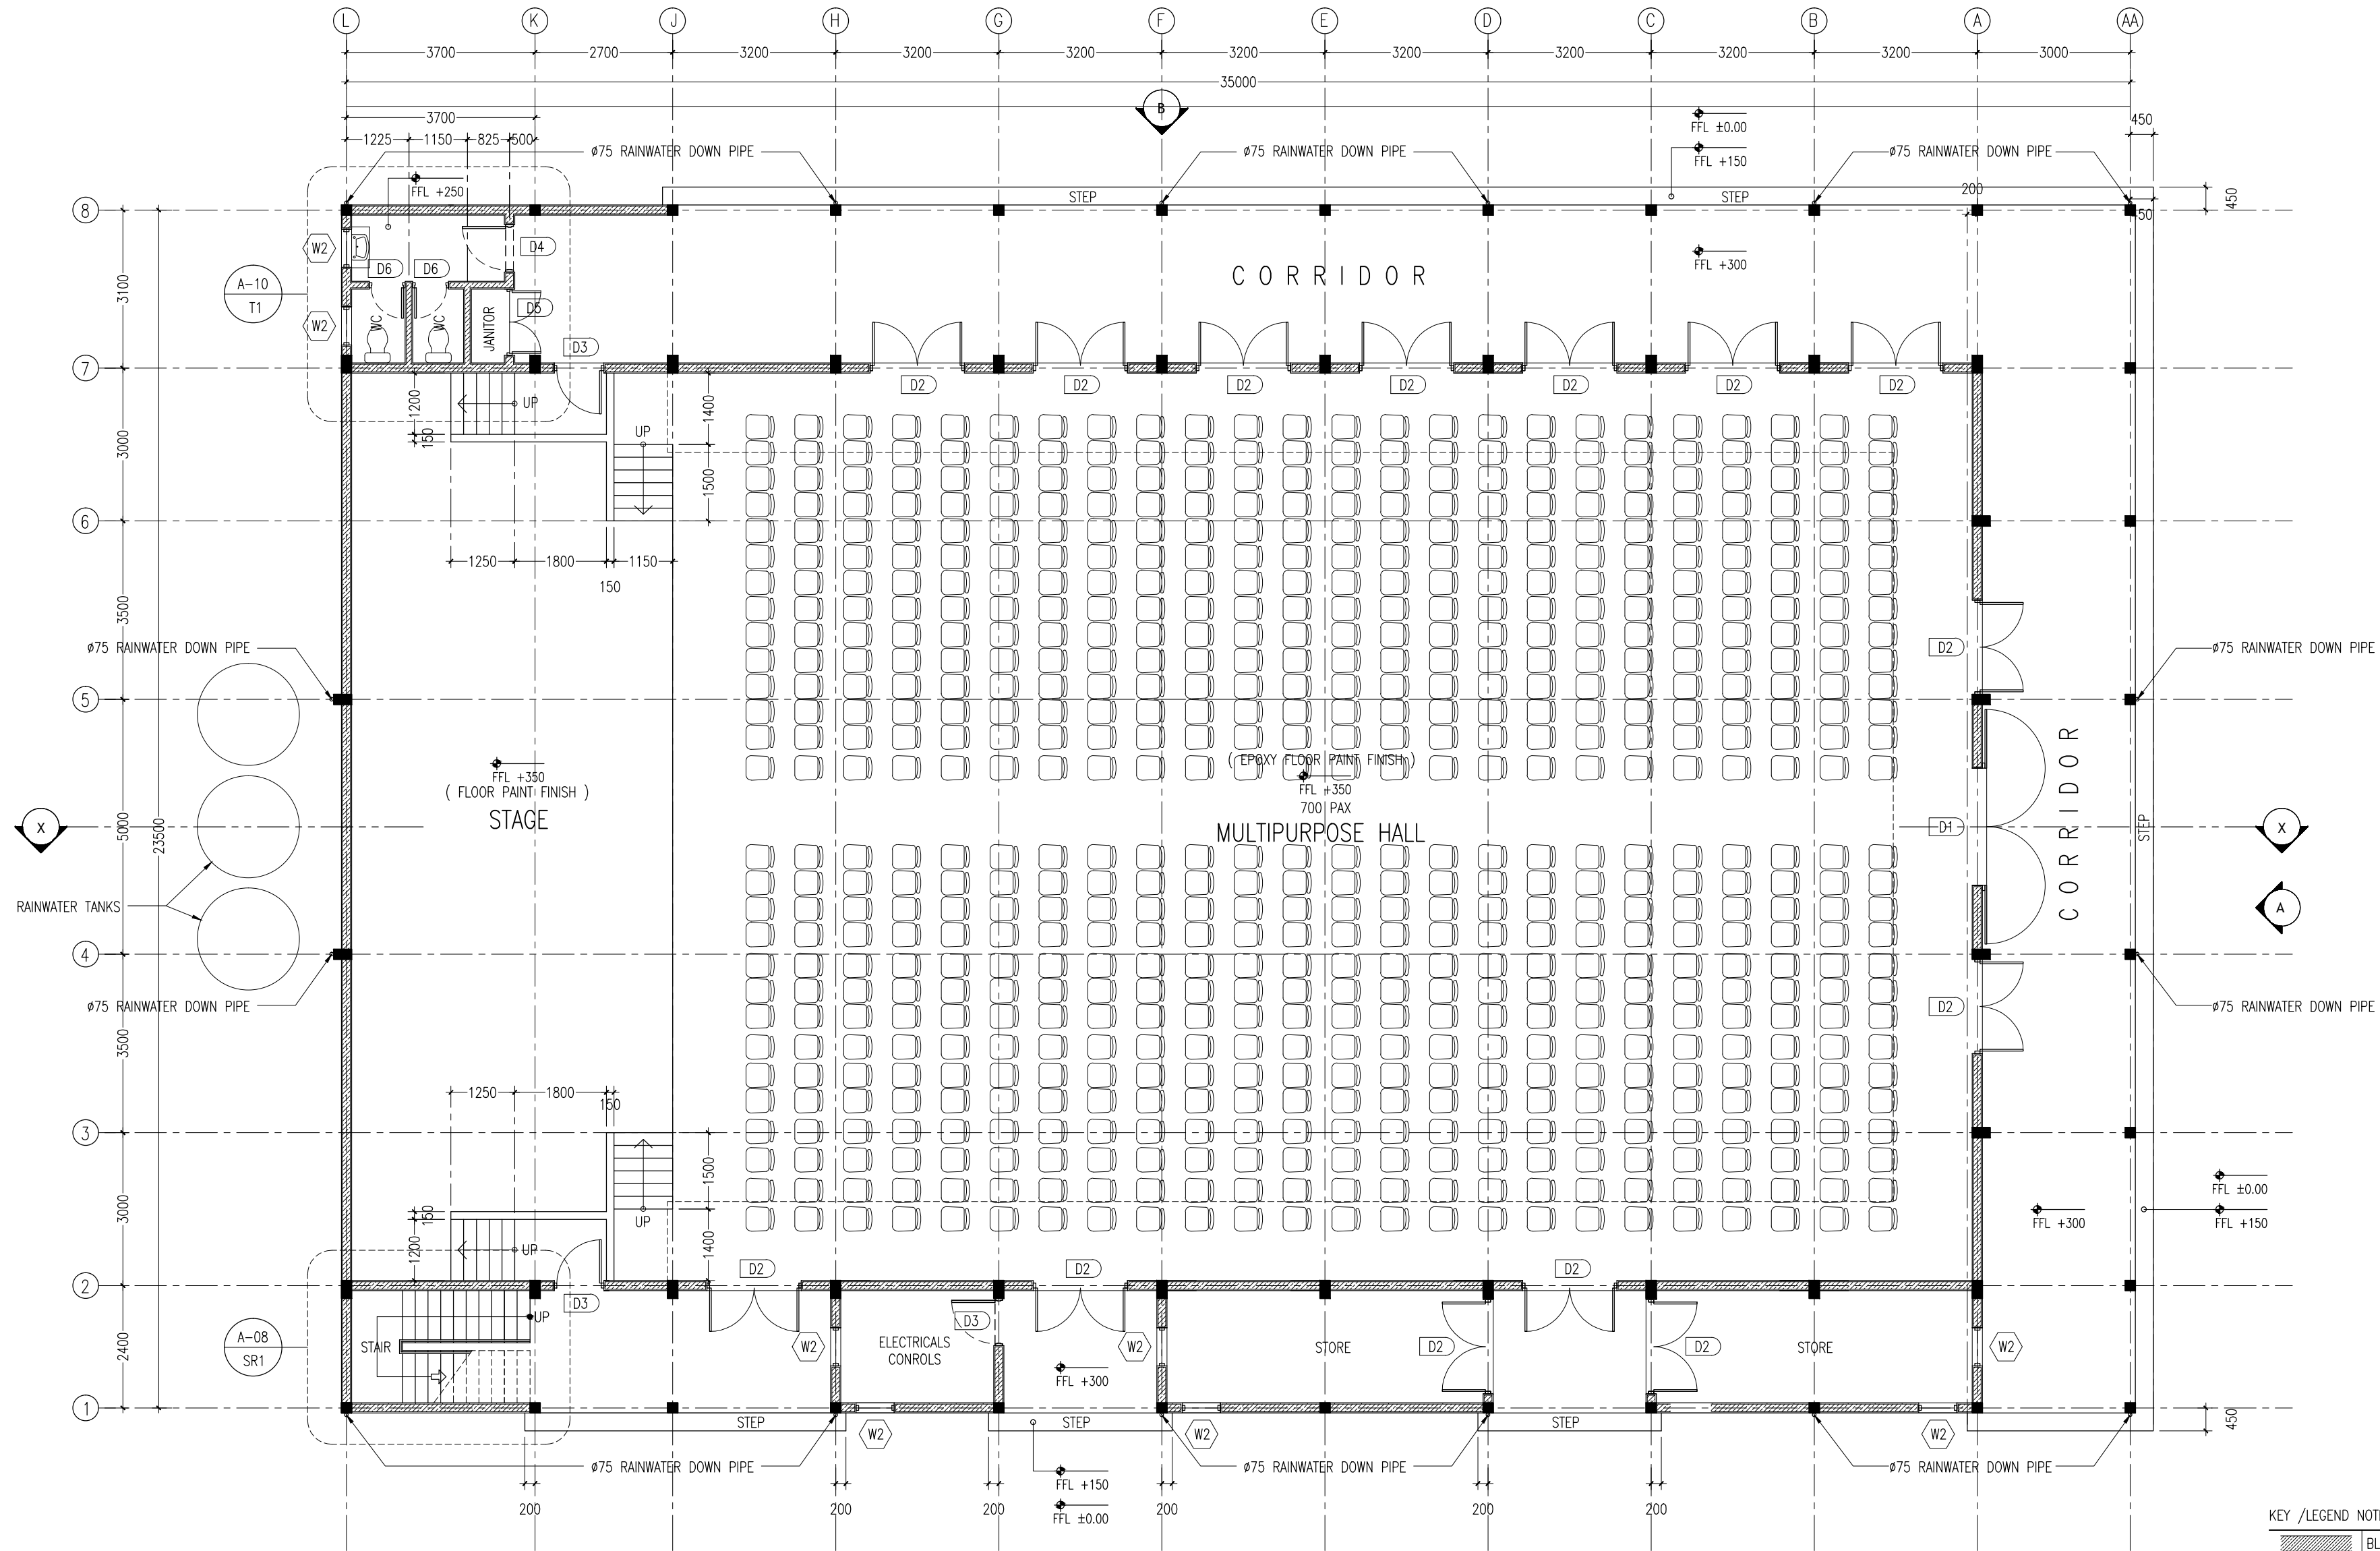 L K J H G F E D C B A AA
3700 2700 3200 3200 3200 3200 3200 3200 3200 3200 3000
35000
3700
B
FFL ±0.00
450
1225 1150 825 500
Ø75 RAINWATER DOWN PIPE
Ø75 RAINWATER DOWN PIPE
FFL +150
Ø75 RAINWATER DOWN PIPE
FFL +250
STEP
STEP
200
450
8
450
W2
D4
FFL +300
D6 D6
CORRIDOR
A-10
T1
3100
D5
W2
WC
WC
JANITOR
D3
7
D2 D2 D2 D2 D2 D2 D2
1200
UP
1400
150
UP
3000
1500
6
1250 1800 1150
150
3500
Ø75 RAINWATER DOWN PIPE
D2
Ø75 RAINWATER DOWN PIPE
5
( EPOXY FLOOR PAINT FINISH )
FFL +350
( FLOOR PAINT FINISH )
STAGE
FFL +350
700 PAX
MULTIPURPOSE HALL
CORRIDOR
X
5000
23500
D1
STEP
X
RAINWATER TANKS
A
4
Ø75 RAINWATER DOWN PIPE
D2
Ø75 RAINWATER DOWN PIPE
3500
1250 1800
150
3
1500
FFL ±0.00
3000
150
UP
FFL +300
FFL +150
1200
UP
1400
D2 D2 D2
2
D3
UP
D3
A-08
SR1
2400
STAIR
W2
ELECTRICALS
CONROLS
W2
STORE
D2
D2
STORE
W2
FFL +300
1
STEP
STEP
STEP
450
W2
W2
W2
Ø75 RAINWATER DOWN PIPE
Ø75 RAINWATER DOWN PIPE
Ø75 RAINWATER DOWN PIPE
FFL +150
200 200 200 200 200 200
FFL ±0.00
KEY /LEGEND